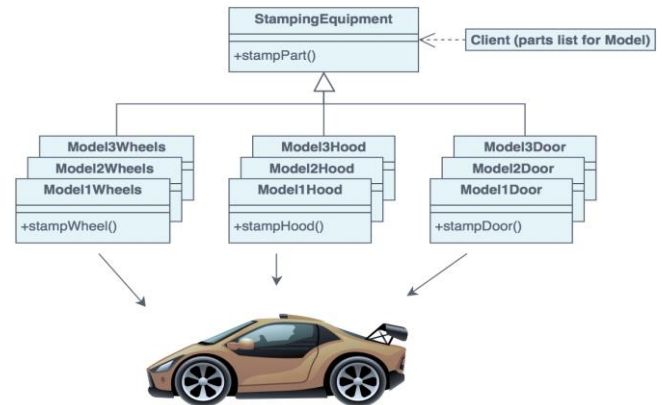 StampingEquipment
+stampPart()
Client (parts list for Model)
Model3Wheels
Model2Wheels
Model1Wheels
+stampWheel()
Model3Hood
Model2Hood
Model1Hood
+stampHood()
Model3Door
Model2Door
Model1Door
+stampDoor()